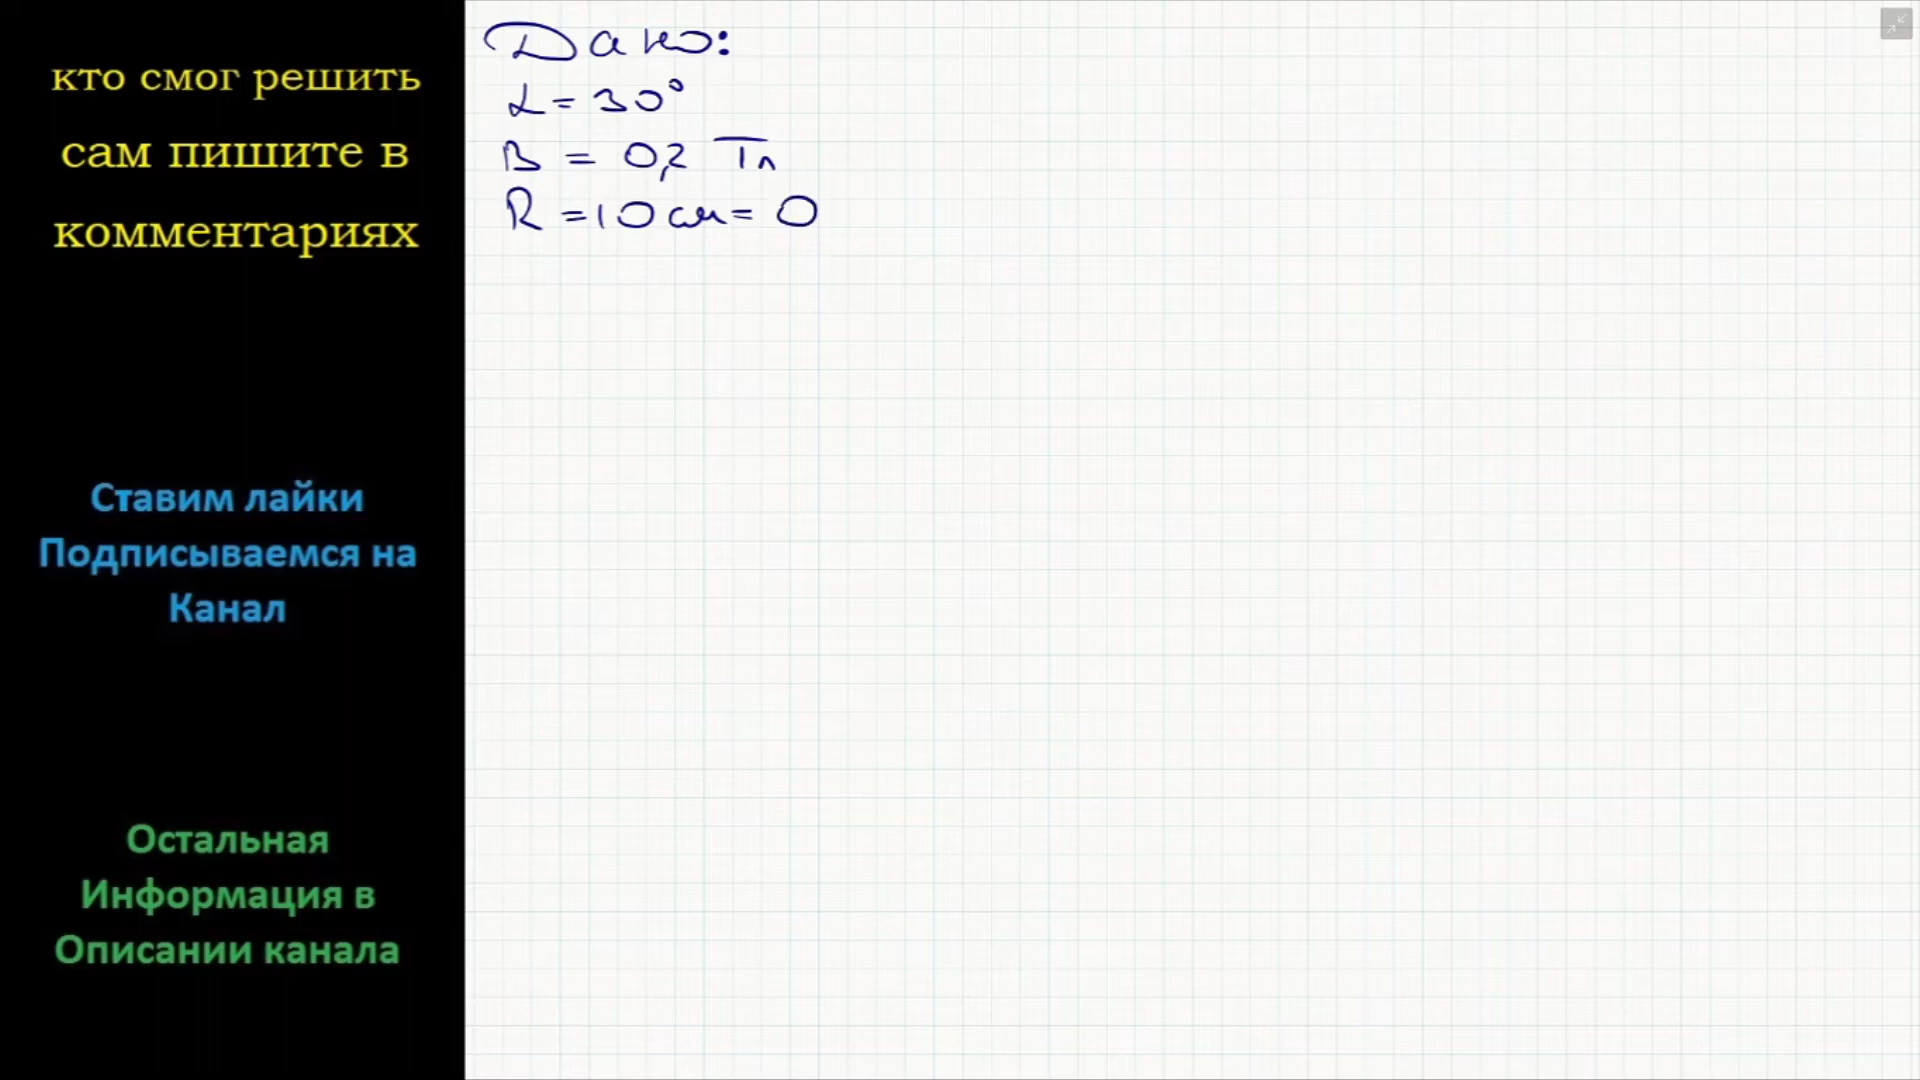 кто смог решить
сам пишите в
комментариях
Ставим лайки
Подписываемся на
Канал
Остальная
Информация в
Описании канала
Дано:
α = 30°
B = 0,2 Тл
R = 10 см = 0